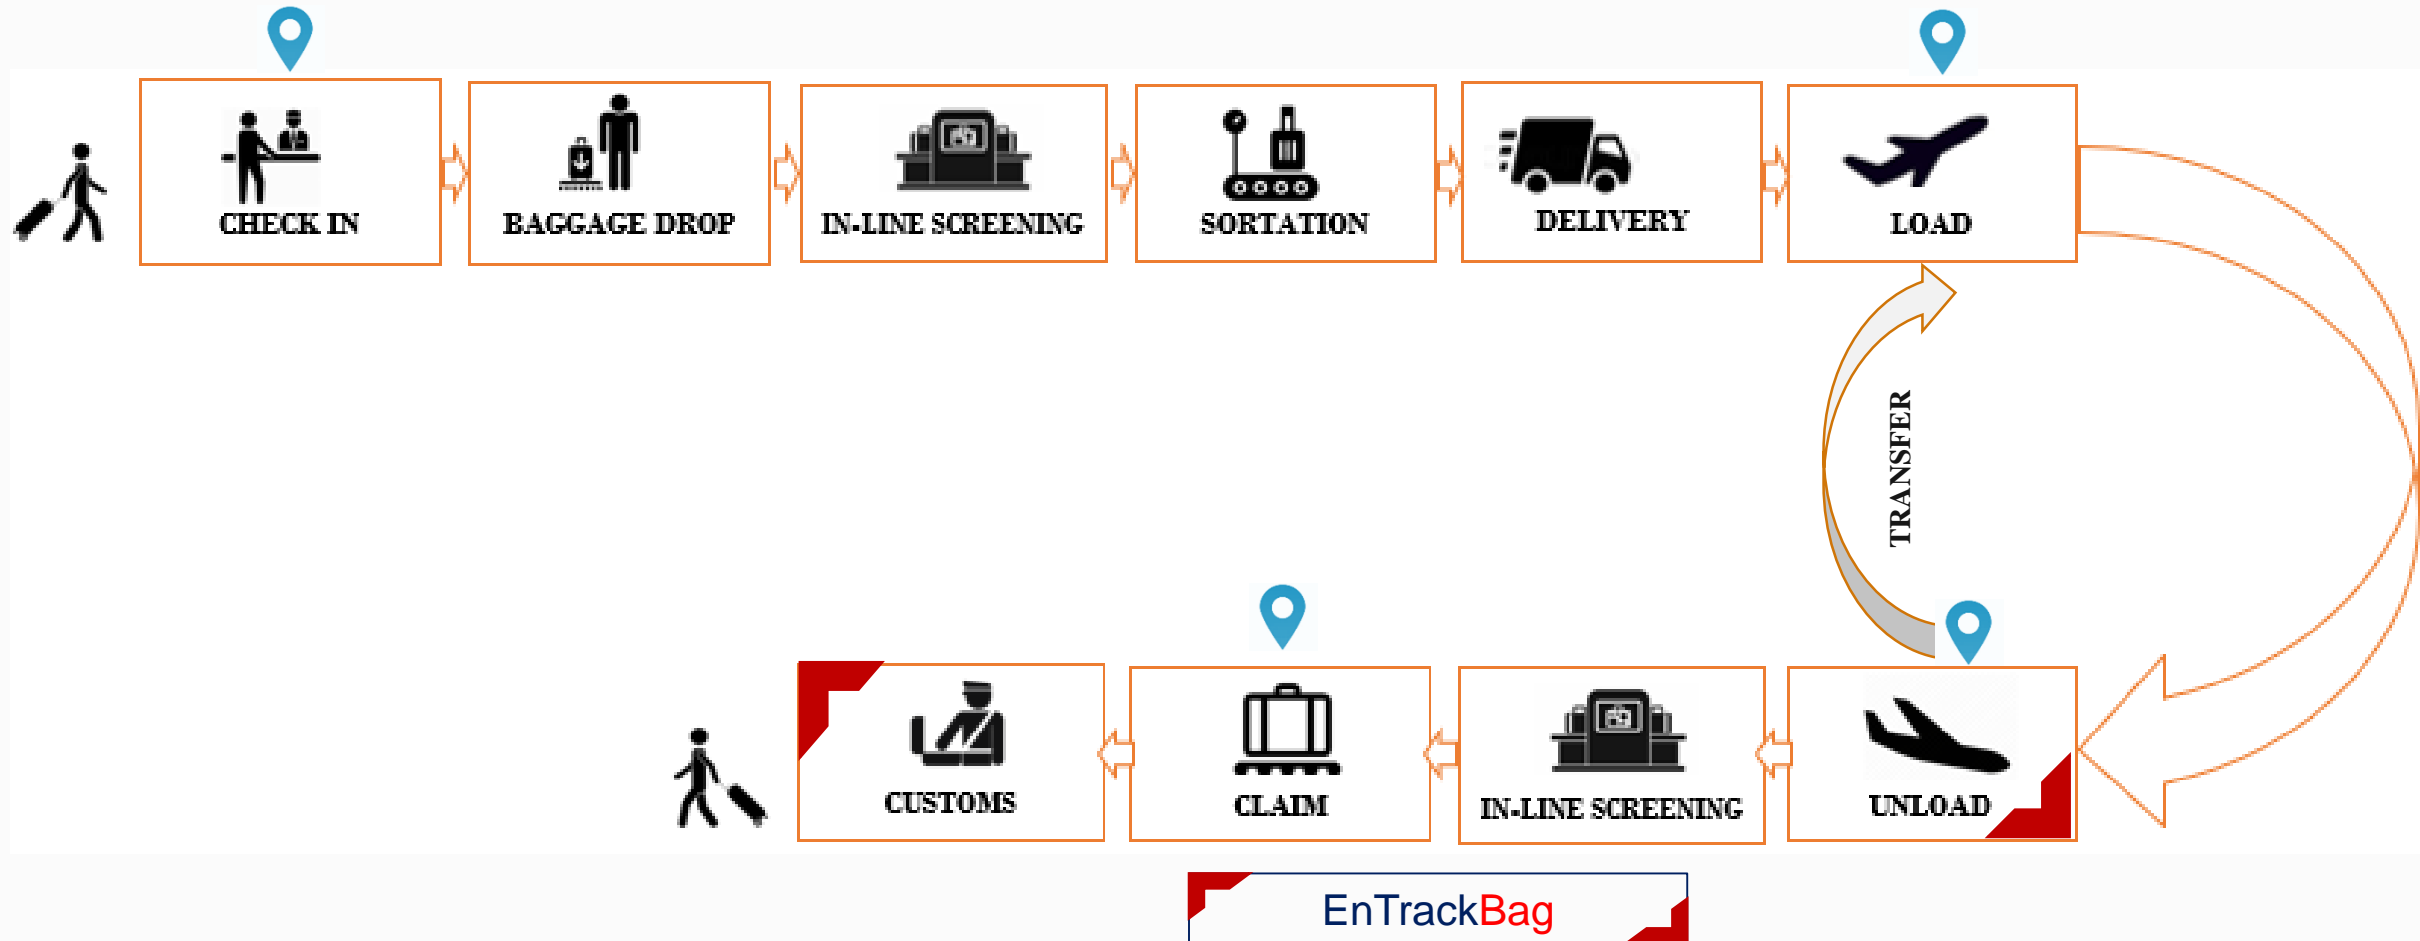 CHECK IN
BAGGAGE DROP
IN-LINE SCREENING
SORTATION
DELIVERY
LOAD
TRANSFER
CUSTOMS
CLAIM
IN-LINE SCREENING
UNLOAD
EnTrackBag